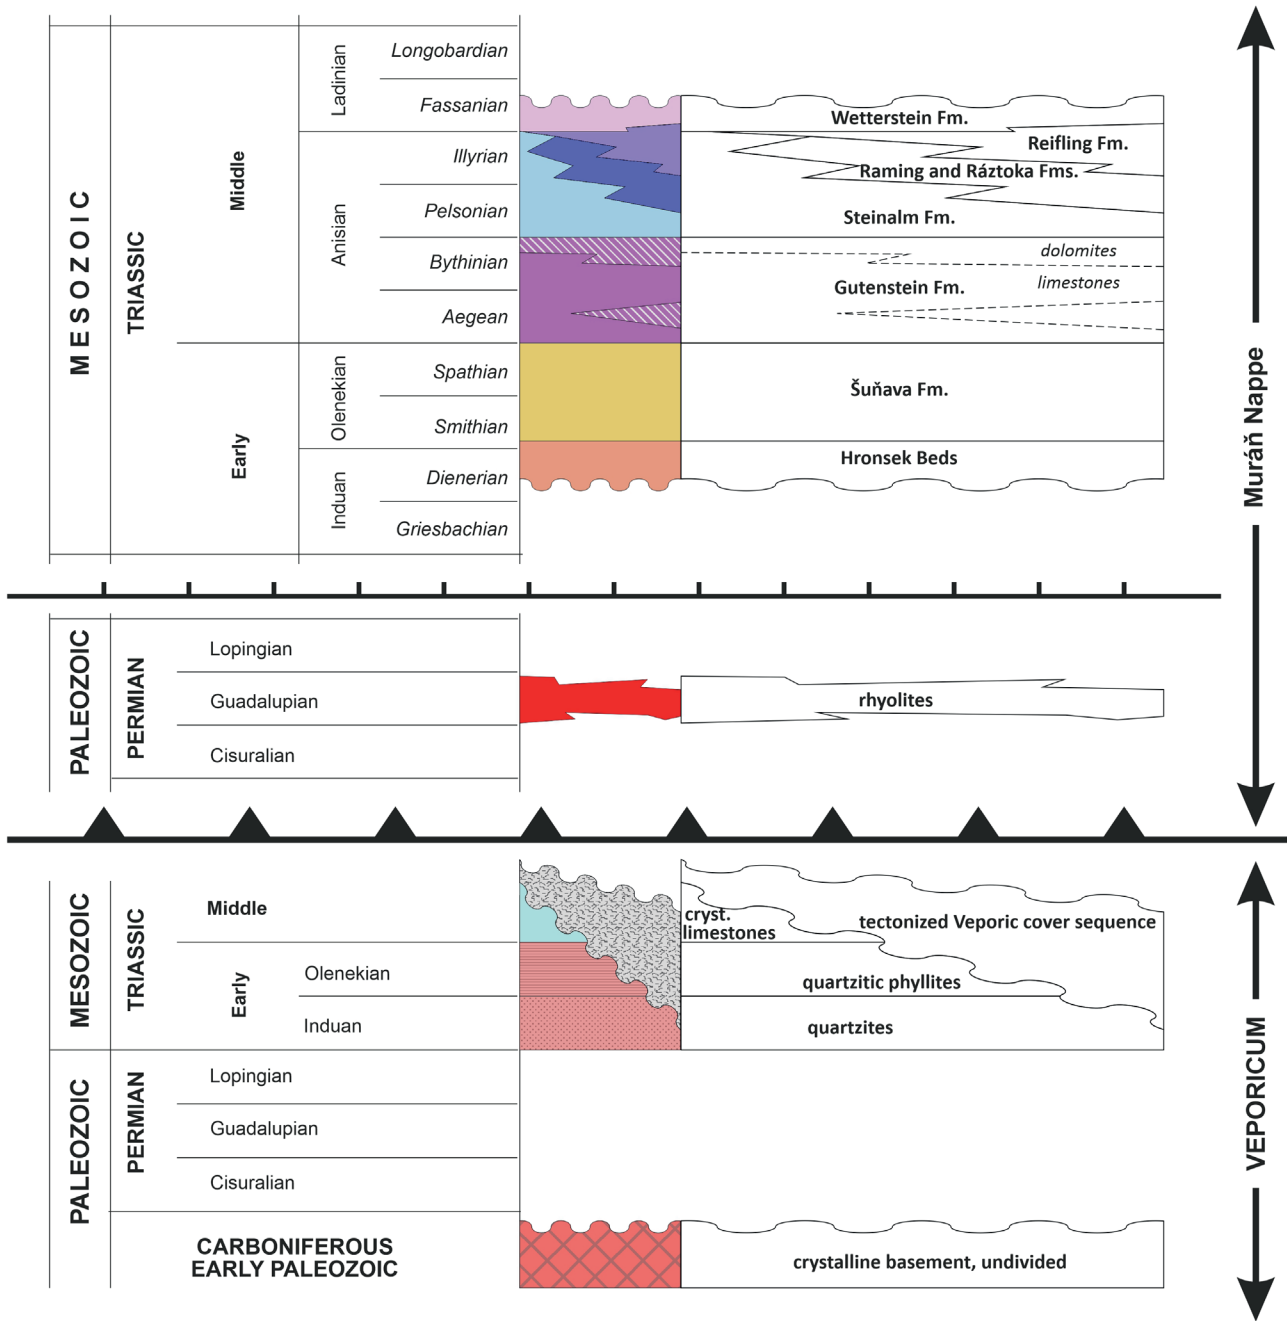 MESOZOIC
TRIASSIC
Middle
Ladinian
Longobardian
Fassanian
Wetterstein Fm.
Anisian
Illyrian
Reifling Fm.
Raming and Ráztoka Fms.
Pelsonian
Steinalm Fm.
Bythinian
dolomites
limestones
Gutenstein Fm.
Aegean
Early
Olenekian
Spathian
Šuňava Fm.
Smithian
Induan
Dienerian
Hronsek Beds
Griesbachian
Muráň Nappe
PALEOZOIC
PERMIAN
Lopingian
Guadalupian
rhyolites
Cisuralian
MESOZOIC
TRIASSIC
Middle
cryst.
limestones
tectonized Veporic cover sequence
Early
Olenekian
quartzitic phyllites
Induan
quartzites
VEPORICUM
PALEOZOIC
PERMIAN
Lopingian
Guadalupian
Cisuralian
CARBONIFEROUS
EARLY PALEOZOIC
crystalline basement, undivided